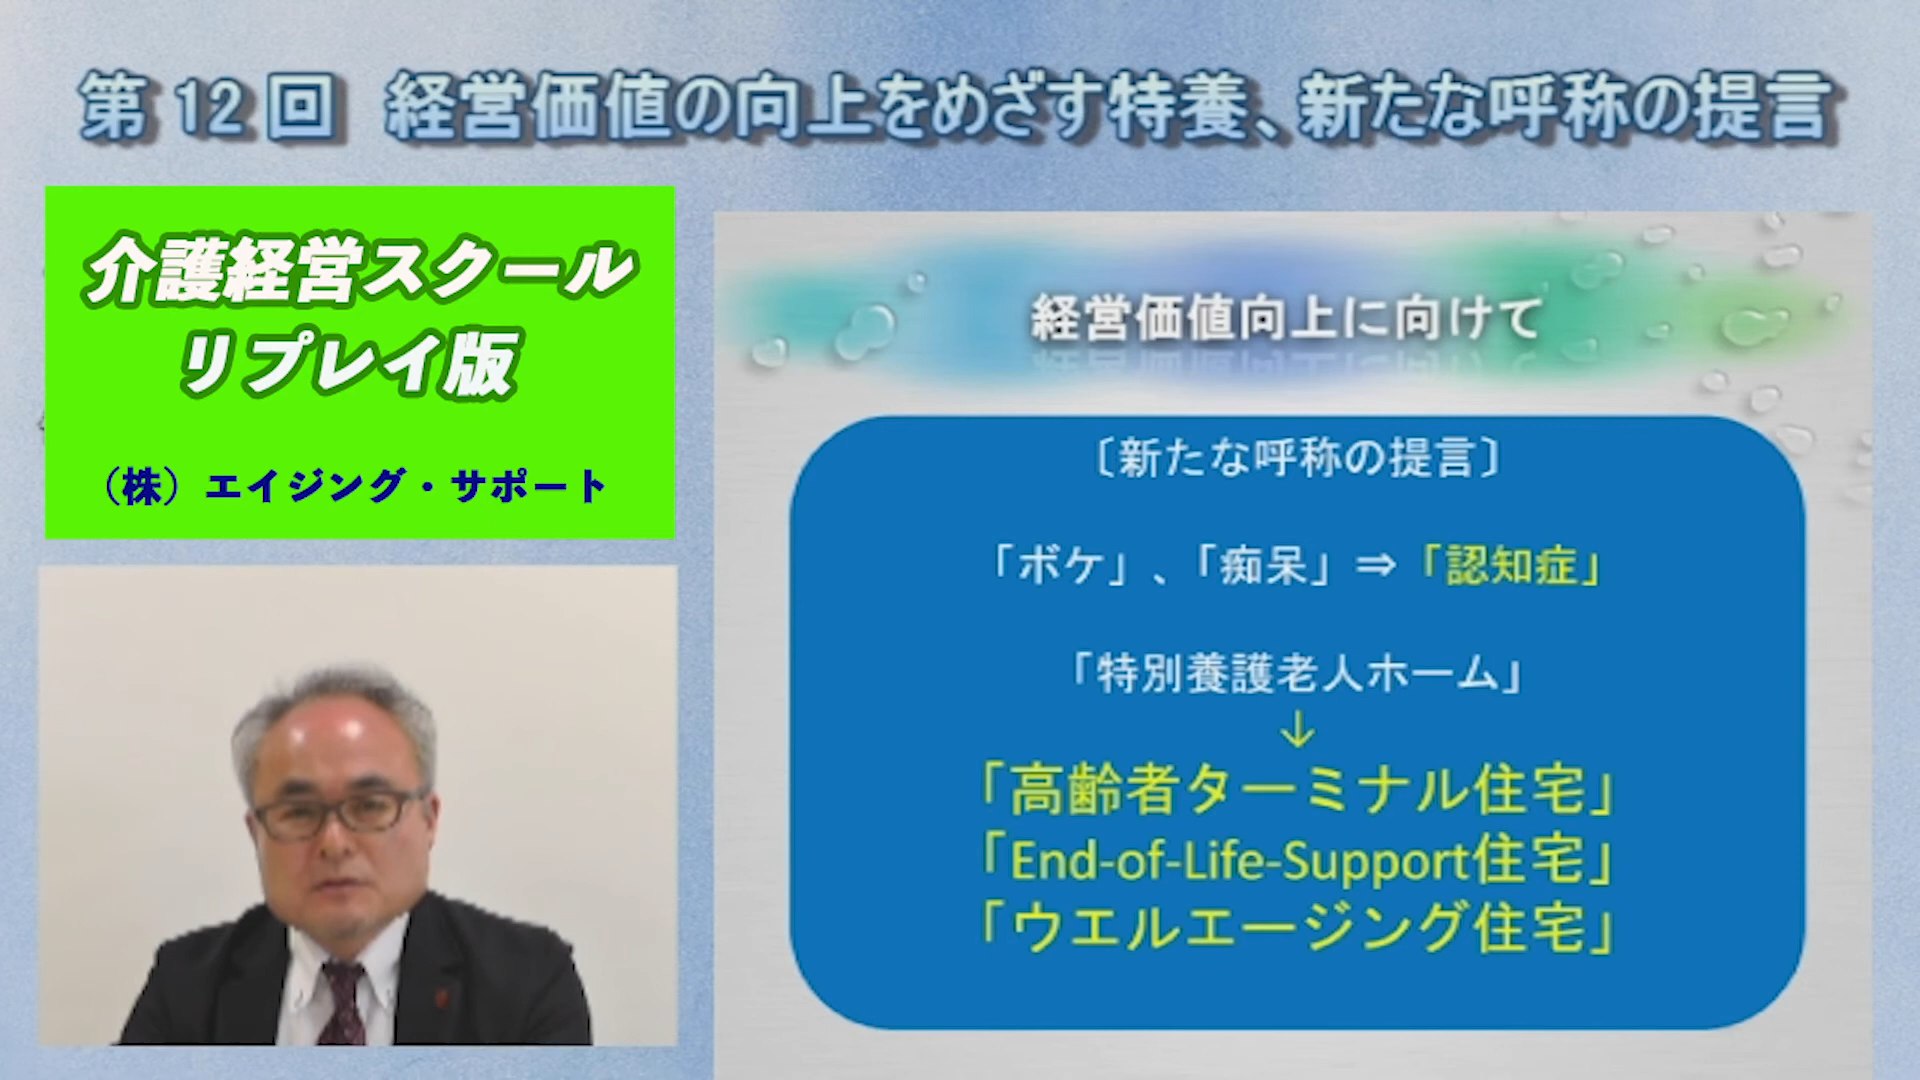 第12回 経営価値の向上をめざす特養、新たな呼称の提言
介護経営スクール
リプレイ版
（株）エイジング・サポート
経営価値向上に向けて
〔新たな呼称の提言〕
「ボケ」、「痴呆」⇒「認知症」
「特別養護老人ホーム」
↓
「高齢者ターミナル住宅」
「End-of-Life-Support住宅」
「ウエルエージング住宅」